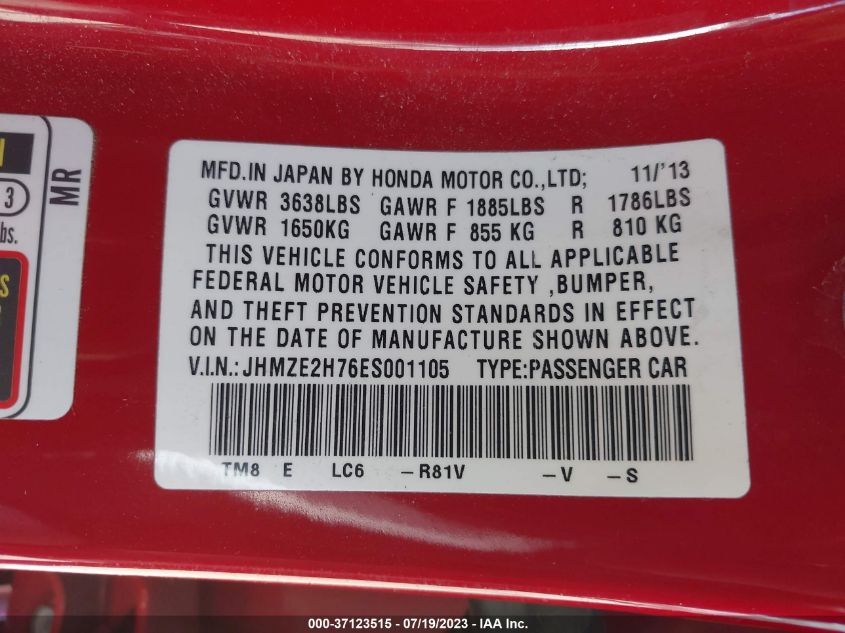 MFD.IN JAPAN BY HONDA MOTOR CO.,LTD; 11/'13
GVWR 3638LBS GAWR F 1885LBS R 1786LBS
GVWR 1650KG GAWR F 855 KG R 810 KG
THIS VEHICLE CONFORMS TO ALL APPLICABLE
FEDERAL MOTOR VEHICLE SAFETY ,BUMPER,
AND THEFT PREVENTION STANDARDS IN EFFECT
ON THE DATE OF MANUFACTURE SHOWN ABOVE.
V.I.N.:JHMZE2H76ES001105 TYPE:PASSENGER CAR
TM8 E LC6 -R81V -V -S
MR
3
bs.
S
000-37123515 - 07/19/2023 - IAA Inc.